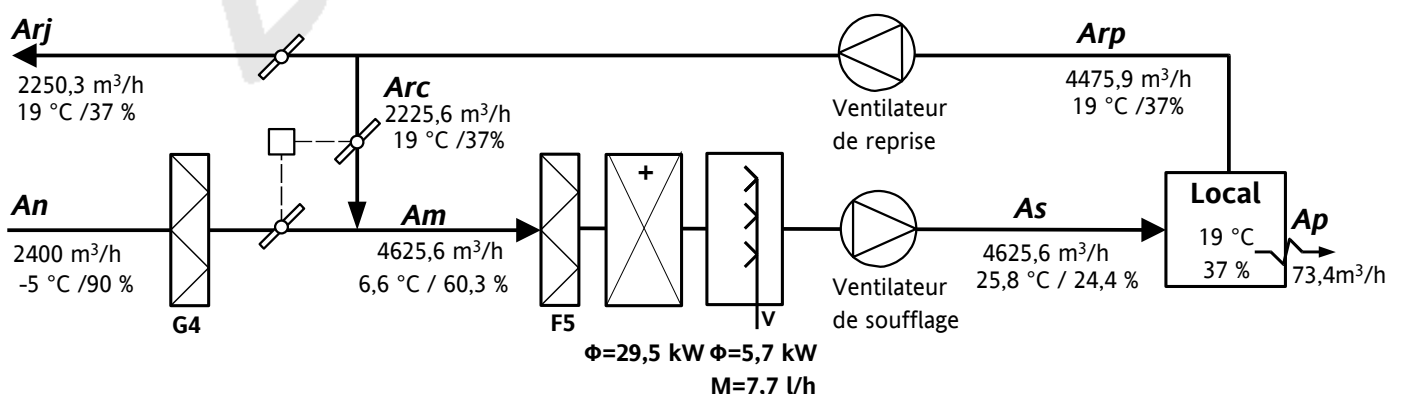 Arj
2250,3 m³/h
19 °C /37 %
Arc
2225,6 m³/h
19 °C /37%
Ventilateur
de reprise
Arp
4475,9 m³/h
19 °C /37%
An
2400 m³/h
-5 °C /90 %
G4
Am
4625,6 m³/h
6,6 °C / 60,3 %
F5
+
V
Φ=29,5 kW Φ=5,7 kW
M=7,7 l/h
Ventilateur
de soufflage
As
4625,6 m³/h
25,8 °C / 24,4 %
Local
19 °C
37 %
Ap
73,4m³/h